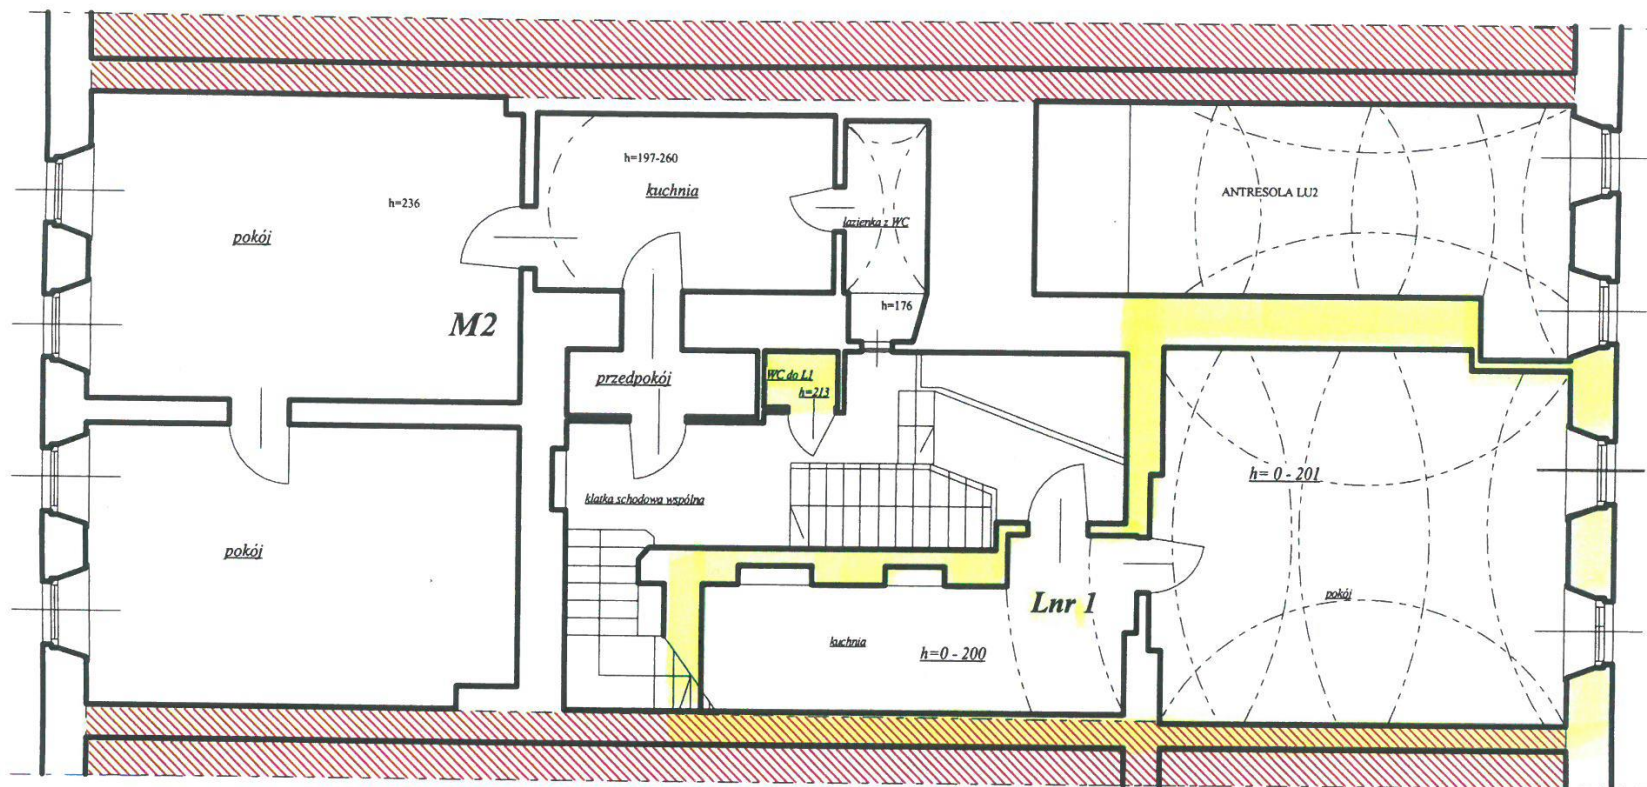 h=197-260
kuchnia
h=236
pokój
łazienka z WC
ANTRESOLA LU2
h=176
M2
przedpokój
WC do L1
h=213
h= 0 - 201
klatka schodowa wspólna
pokój
Lnr 1
pokój
kuchnia
h=0 - 200